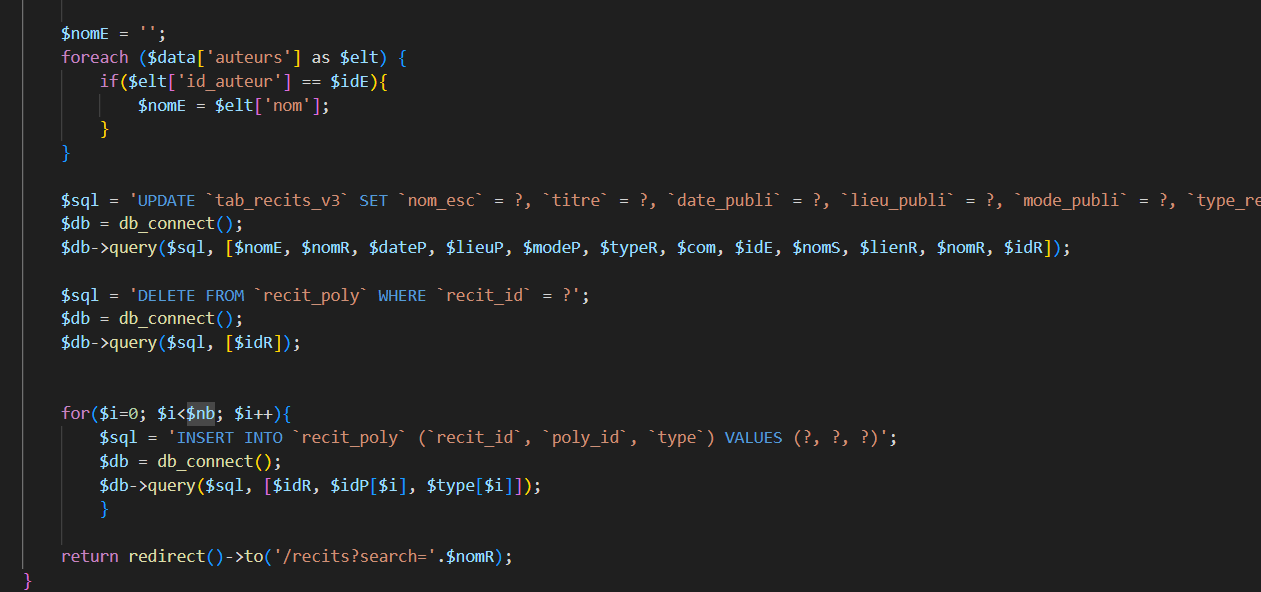 $nomE = '';
foreach ($data['auteurs'] as $elt) {
if($elt['id_auteur'] == $idE){
$nomE = $elt['nom'];
}
}
$sql = 'UPDATE `tab_recits_v3` SET `nom_esc` = ?, `titre` = ?, `date_publi` = ?, `lieu_publi` = ?, `mode_publi` = ?, `type_re
$db = db_connect();
$db->query($sql, [$nomE, $nomR, $dateP, $lieuP, $modeP, $typeR, $com, $idE, $nomS, $lienR, $nomR, $idR]);
$sql = 'DELETE FROM `recit_poly` WHERE `recit_id` = ?';
$db = db_connect();
$db->query($sql, [$idR]);
for($i=0; $i<$nb; $i++){
$sql = 'INSERT INTO `recit_poly` (`recit_id`, `poly_id`, `type`) VALUES (?, ?, ?)';
$db = db_connect();
$db->query($sql, [$idR, $idP[$i], $type[$i]]);
}
return redirect()->to('/recits?search='.$nomR);
}